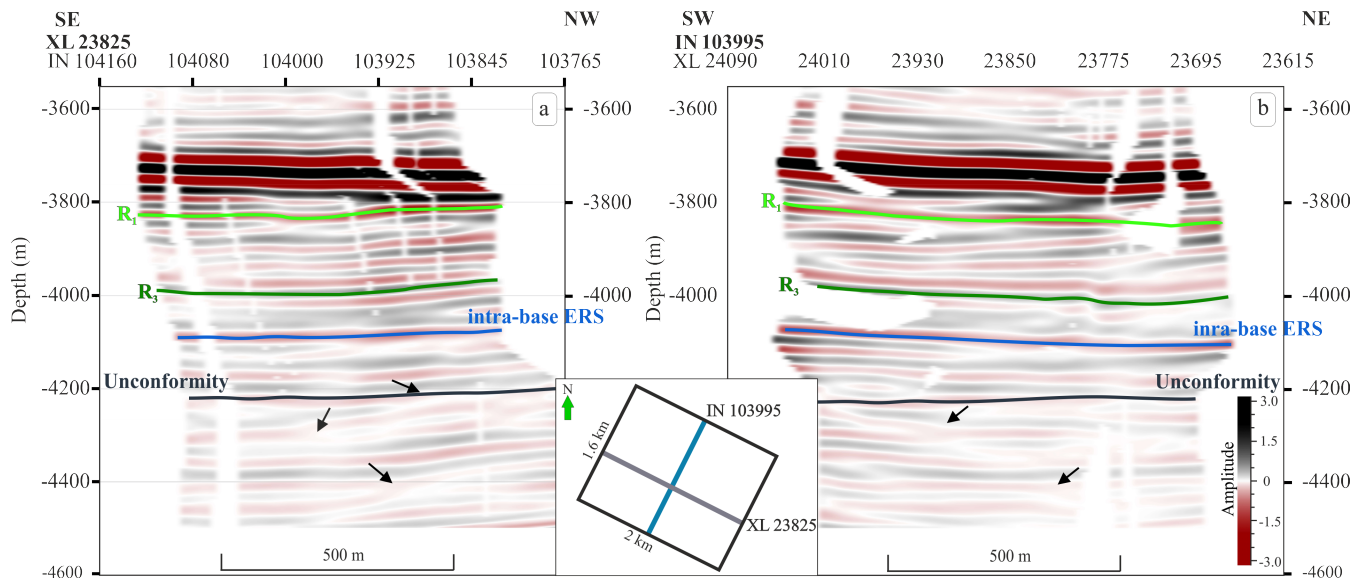 SE NW SW NE
XL 23825 IN 103995
IN 104160 104080 104000 103925 103845 103765 XL 24090 24010 23930 23850 23775 23695 23615
a b
-3600 -3600 -3600 -3600
-3800 -3800 -3800 -3800
R1 R1
Depth (m) Depth (m)
-4000 -4000 -4000 -4000
R3 R3
intra-base ERS inra-base ERS
-4200 -4200 -4200 -4200
Unconformity Unconformity
N
IN 103995
1.6 km
XL 23825
2 km
Amplitude
3.0
1.5
0
-1.5
-3.0
-4400 -4400 -4400 -4400
500 m 500 m
-4600 -4600 -4600 -4600